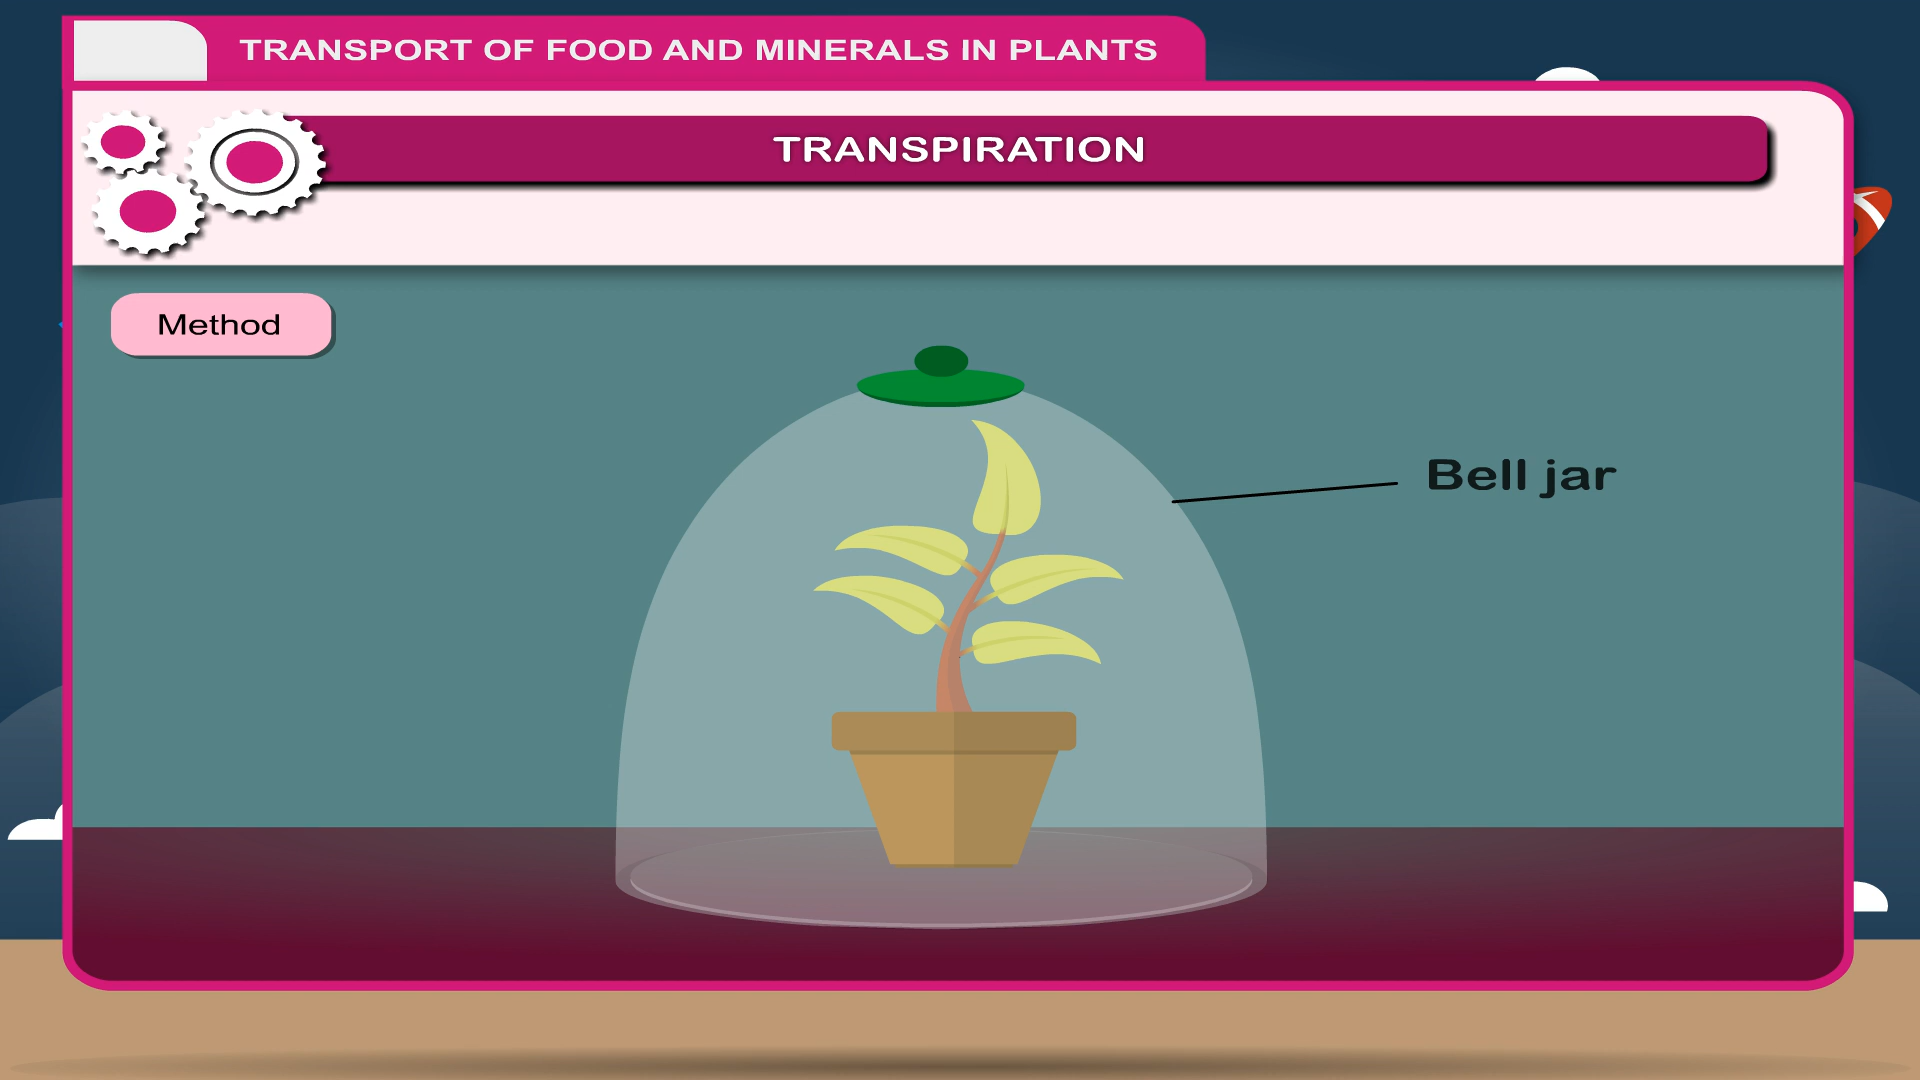 TRANSPORT OF FOOD AND MINERALS IN PLANTS
TRANSPIRATION
Method
Bell jar